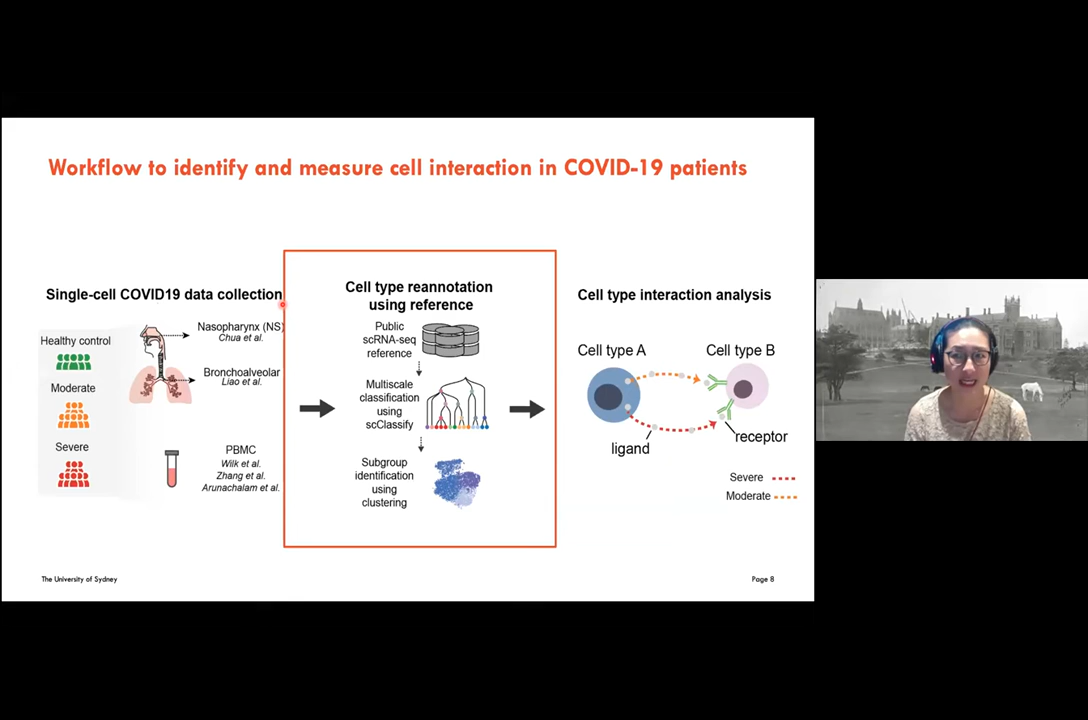 Workflow to identify and measure cell interaction in COVID-19 patients
Single-cell COVID19 data collection
Healthy control
Moderate
Severe
Nasopharynx (NS)
Chua et al.
Bronchoalveolar
Liao et al.
PBMC
Wilk et al.
Zhang et al.
Arunachalam et al.
Cell type reannotation
using reference
Public
scRNA-seq
reference
Multiscale
classification
using
scClassify
Subgroup
identification
using
clustering
Cell type interaction analysis
Cell type A
Cell type B
ligand
receptor
Severe
Moderate
The University of Sydney
Page 8